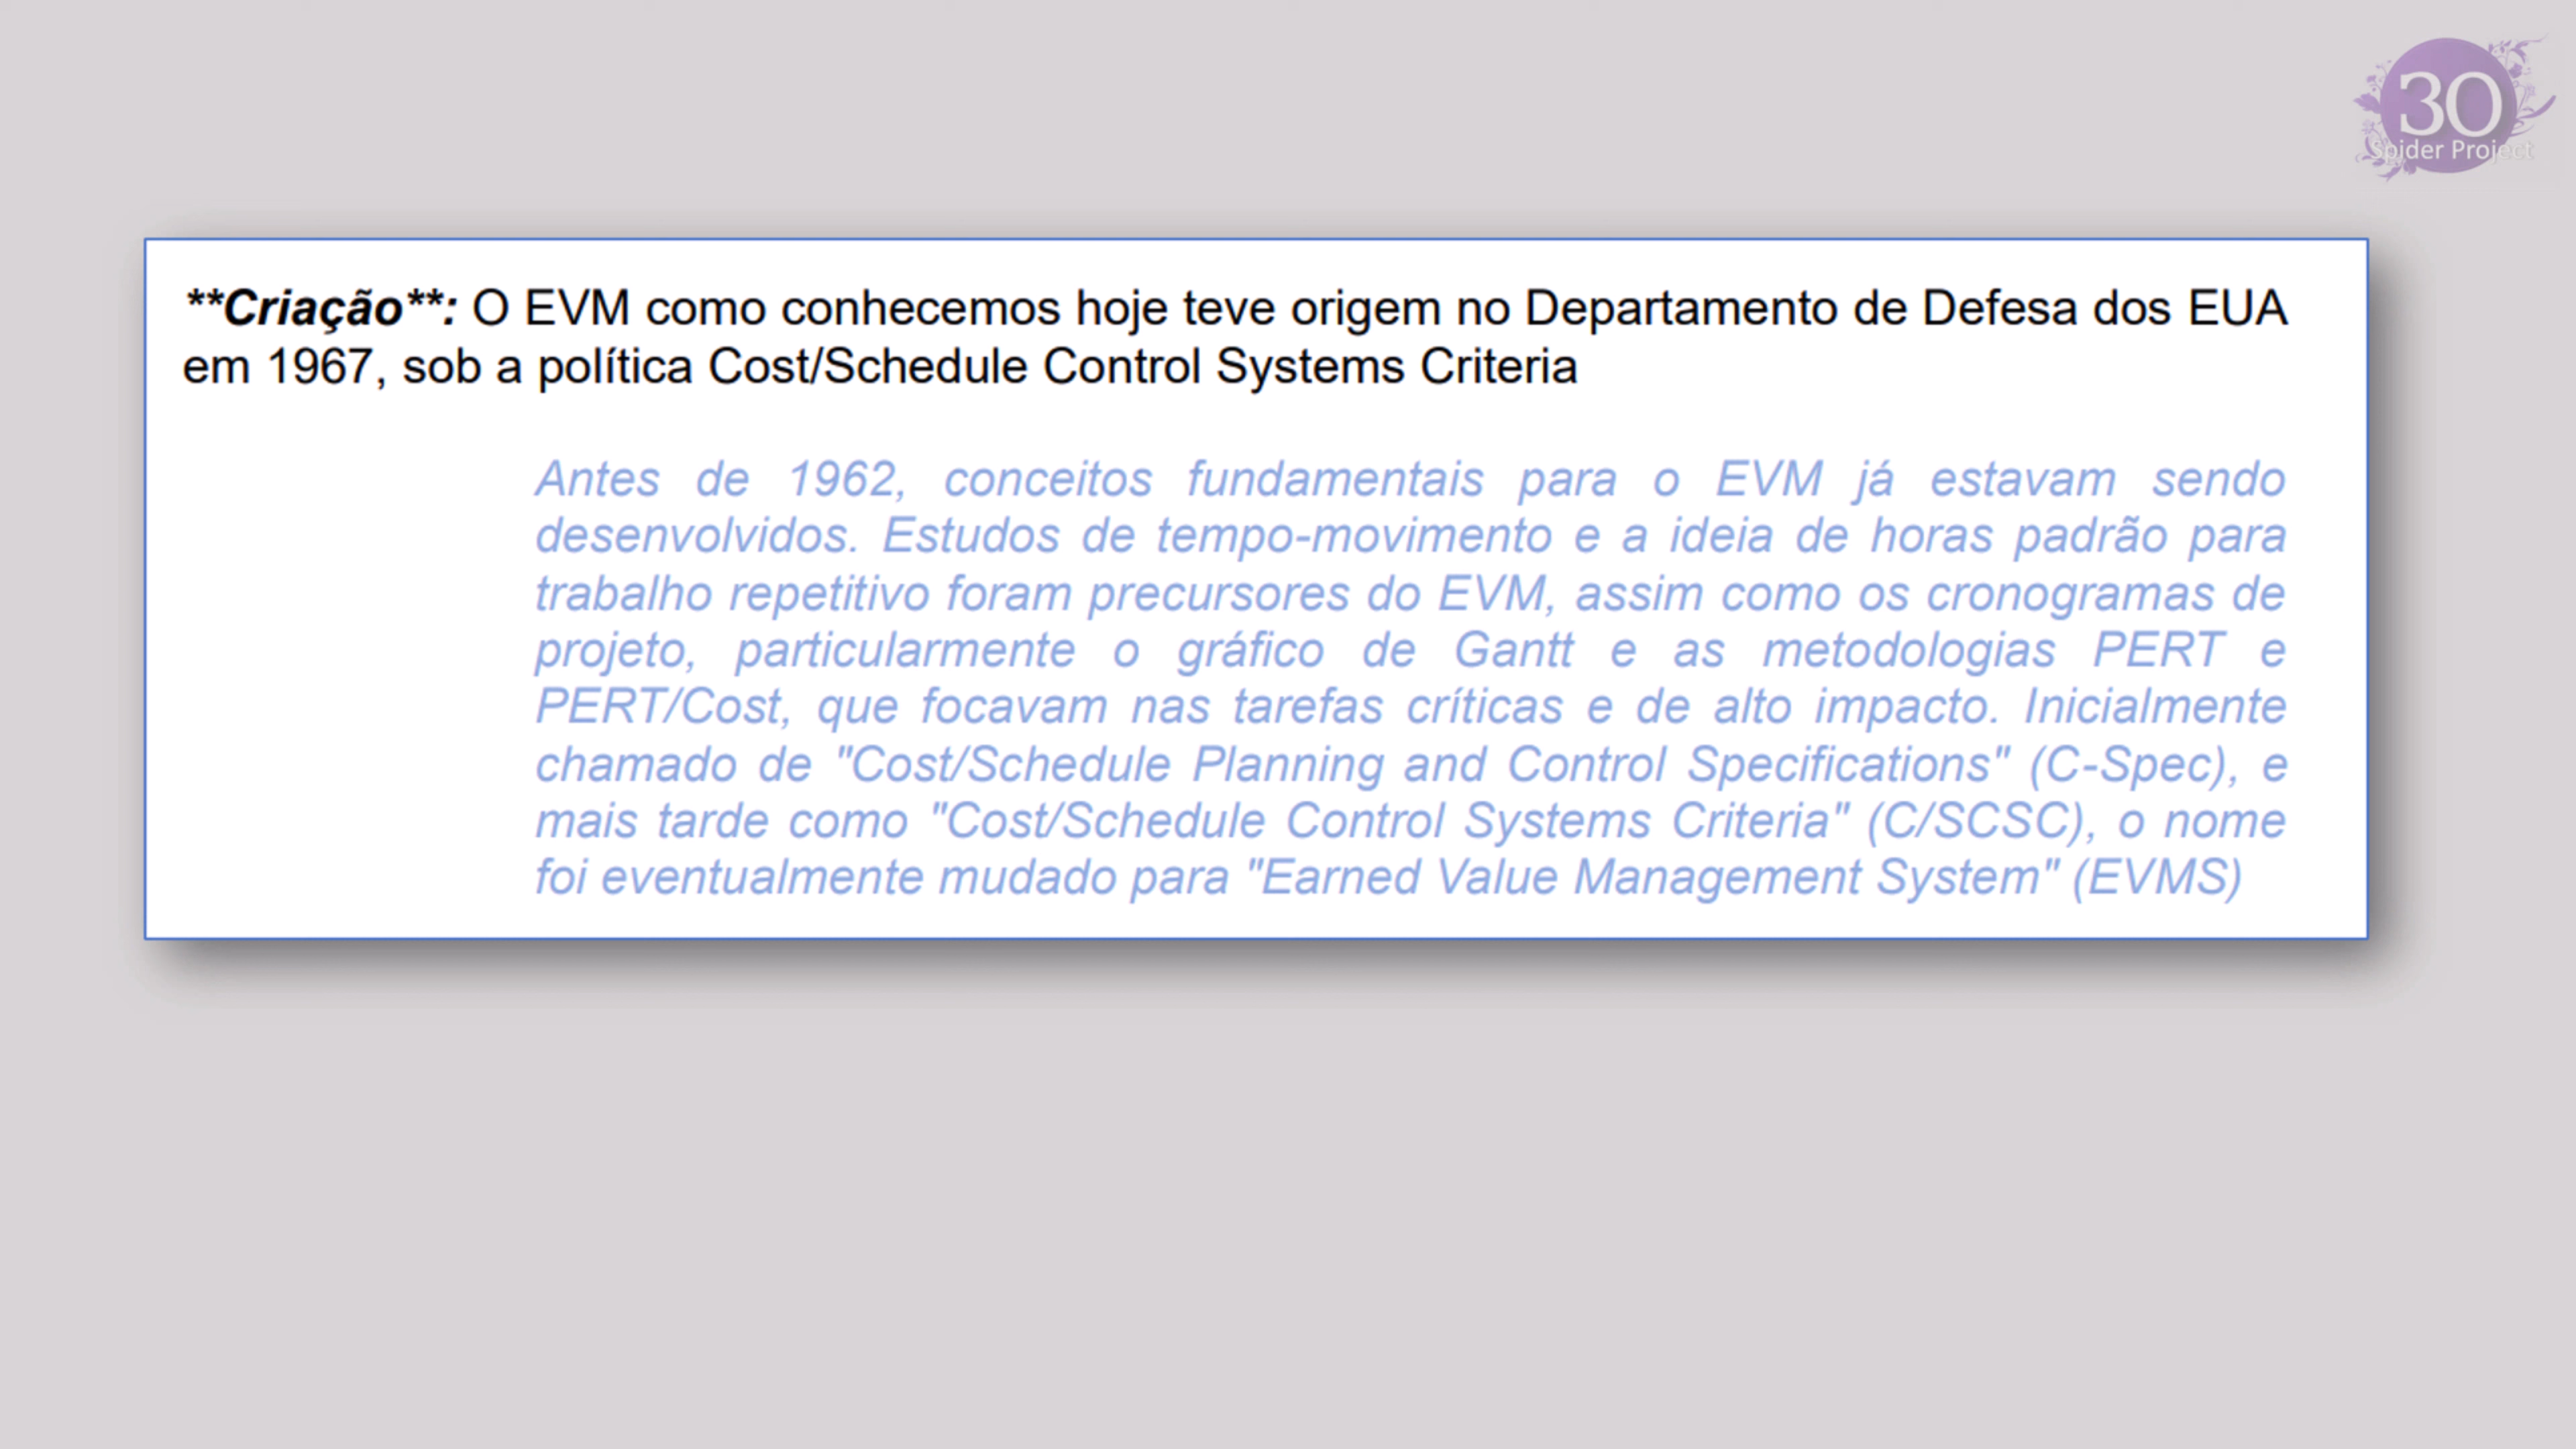 30
Spider Project
**Criação**: O EVM como conhecemos hoje teve origem no Departamento de Defesa dos EUA
em 1967, sob a política Cost/Schedule Control Systems Criteria
Antes de 1962, conceitos fundamentais para o EVM já estavam sendo
desenvolvidos. Estudos de tempo-movimento e a ideia de horas padrão para
trabalho repetitivo foram precursores do EVM, assim como os cronogramas de
projeto, particularmente o gráfico de Gantt e as metodologias PERT e
PERT/Cost, que focavam nas tarefas críticas e de alto impacto. Inicialmente
chamado de "Cost/Schedule Planning and Control Specifications" (C-Spec), e
mais tarde como "Cost/Schedule Control Systems Criteria" (C/SCSC), o nome
foi eventualmente mudado para "Earned Value Management System" (EVMS)